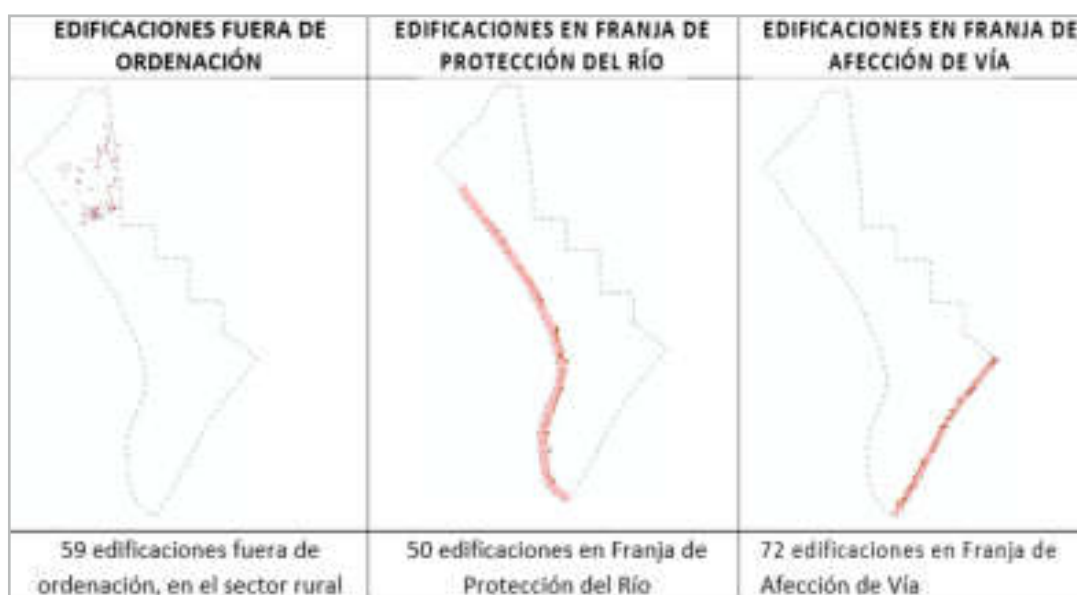 EDIFICACIONES FUERA DE
ORDENACIÓN
EDIFICACIONES EN FRANJA DE
PROTECCIÓN DEL RÍO
EDIFICACIONES EN FRANJA DE
AFECCIÓN DE VÍA
59 edificaciones fuera de
ordenación, en el sector rural
50 edificaciones en Franja de
Protección del Río
72 edificaciones en Franja de
Afección de Vía